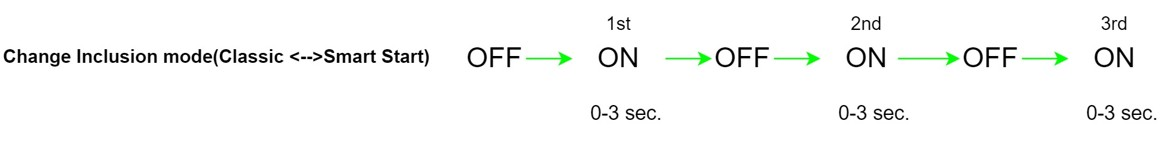 1st 2nd 3rd
Change Inclusion mode(Classic <-->Smart Start) OFF ON OFF ON OFF ON
0-3 sec. 0-3 sec. 0-3 sec.